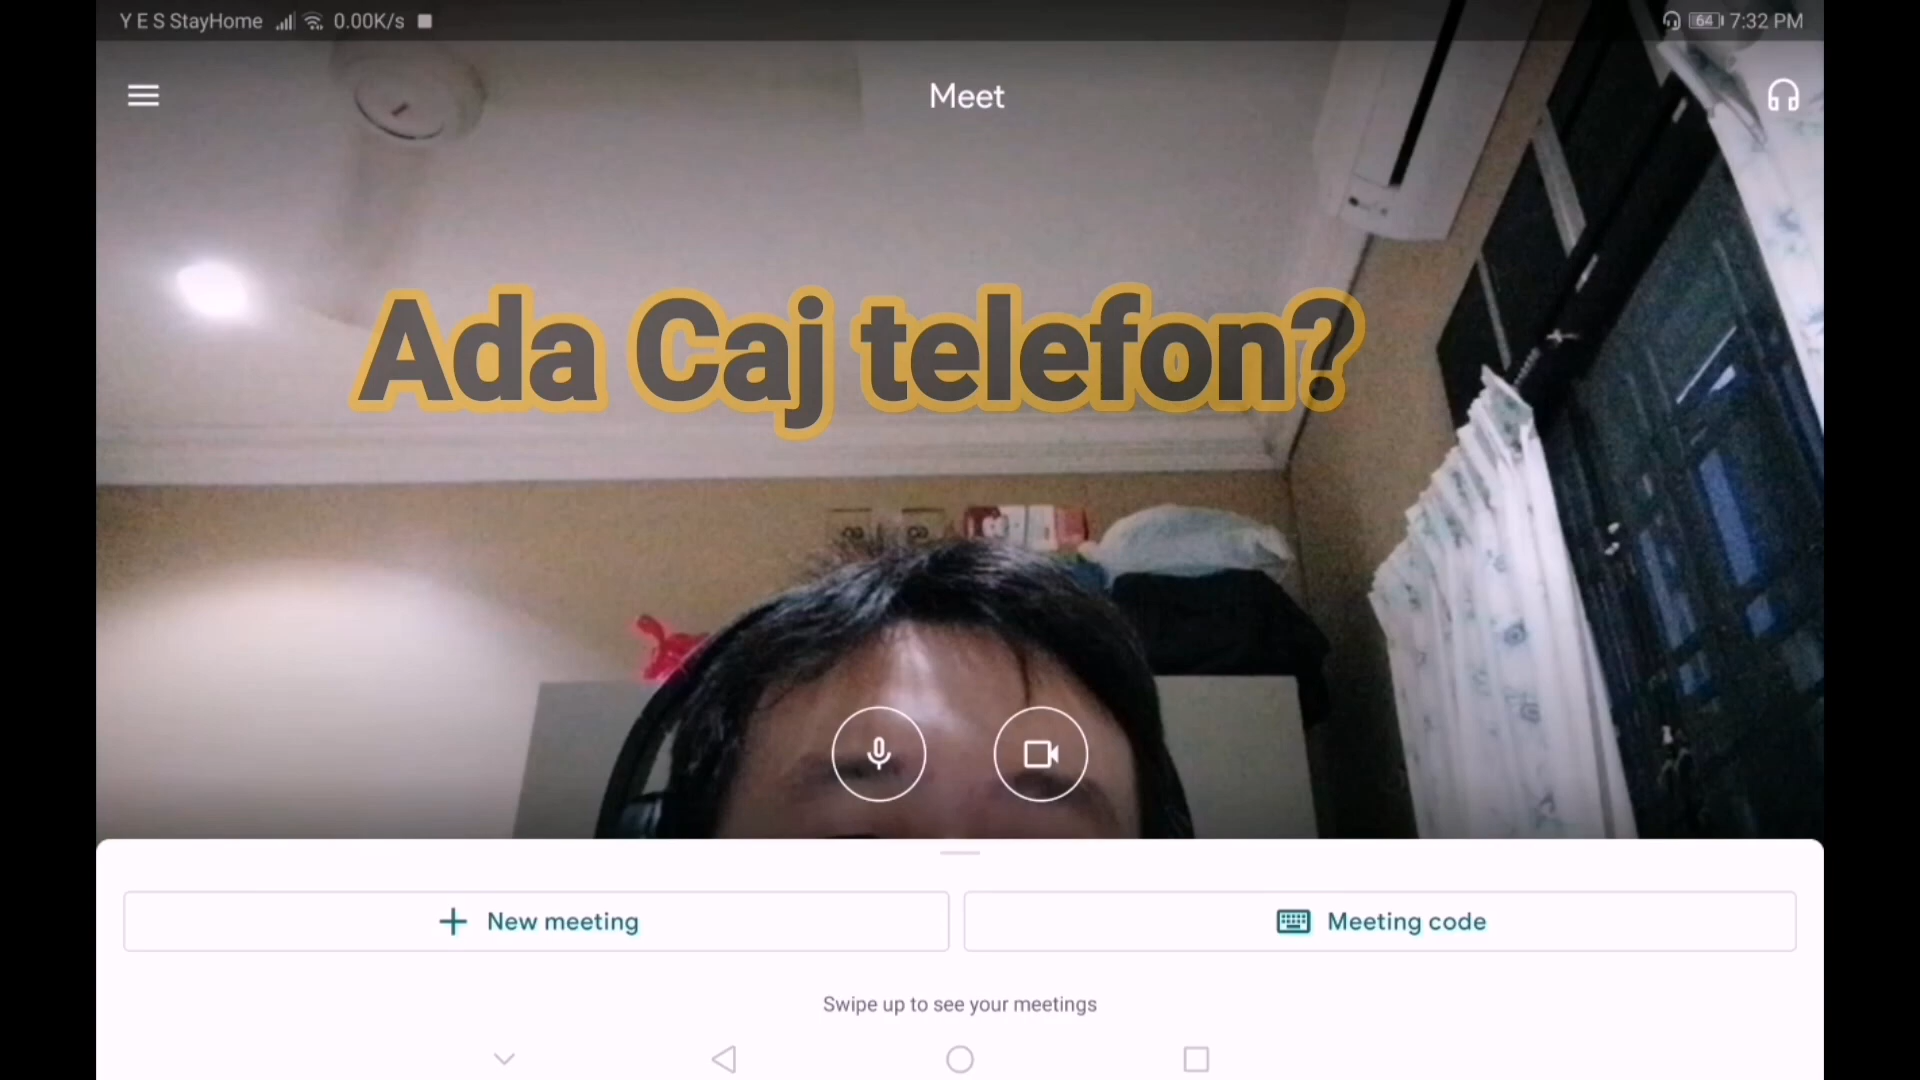 Y E S StayHome 0.00K/s 64 7:32 PM
Meet
Ada Caj telefon?
New meeting
Meeting code
Swipe up to see your meetings